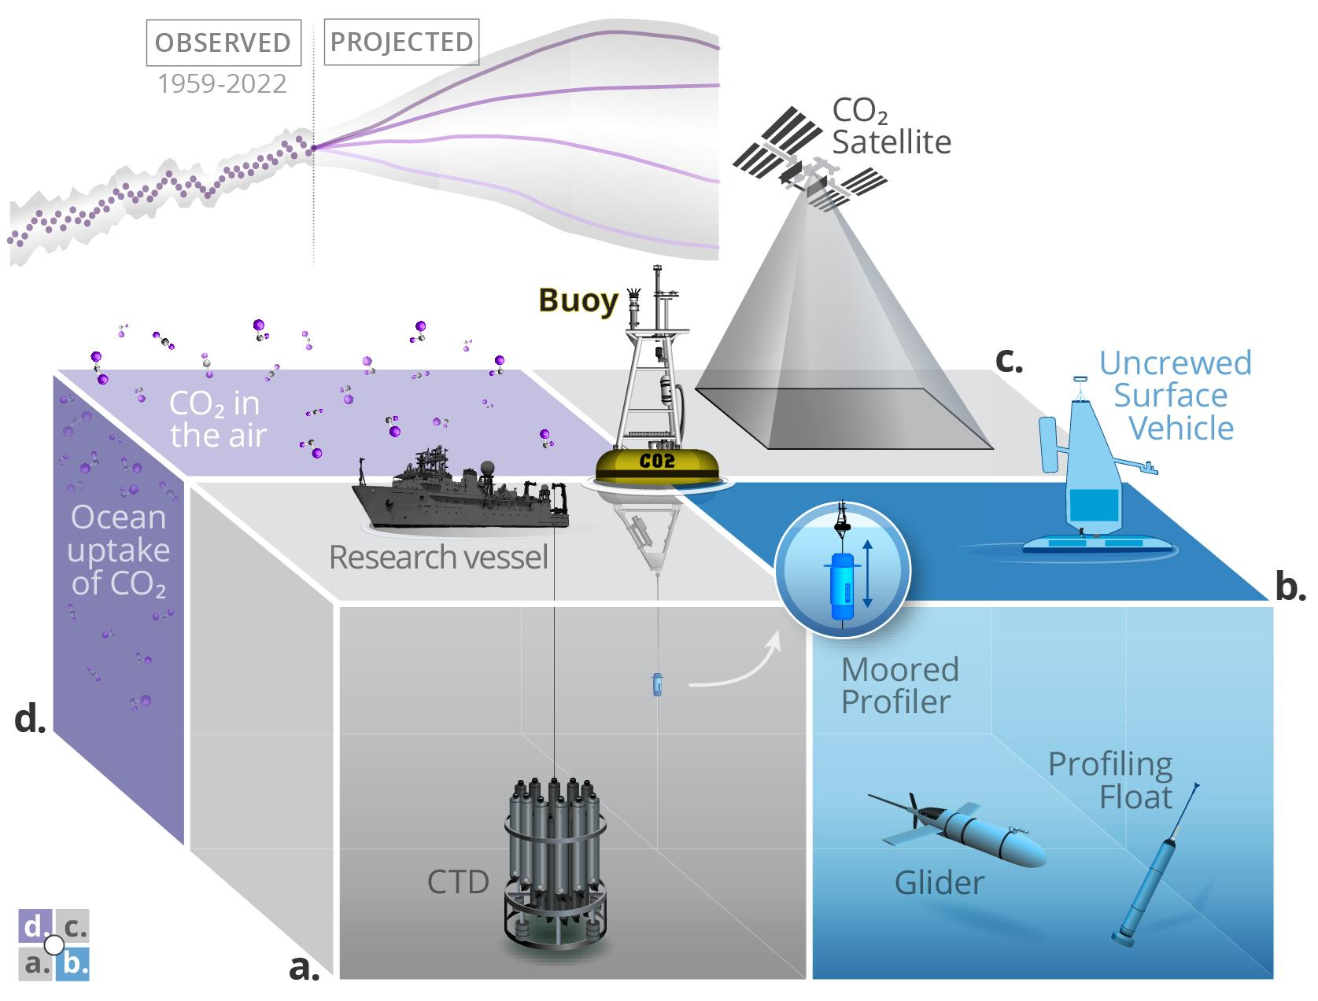 OBSERVED
PROJECTED
1959-2022
CO₂
Satellite
Buoy
c.
Uncrewed
Surface
Vehicle
CO₂ in
the air
CO2
Ocean
uptake
of CO₂
Research vessel
b.
Moored
Profiler
d.
Profiling
Float
CTD
Glider
d. c.
a. b.
a.